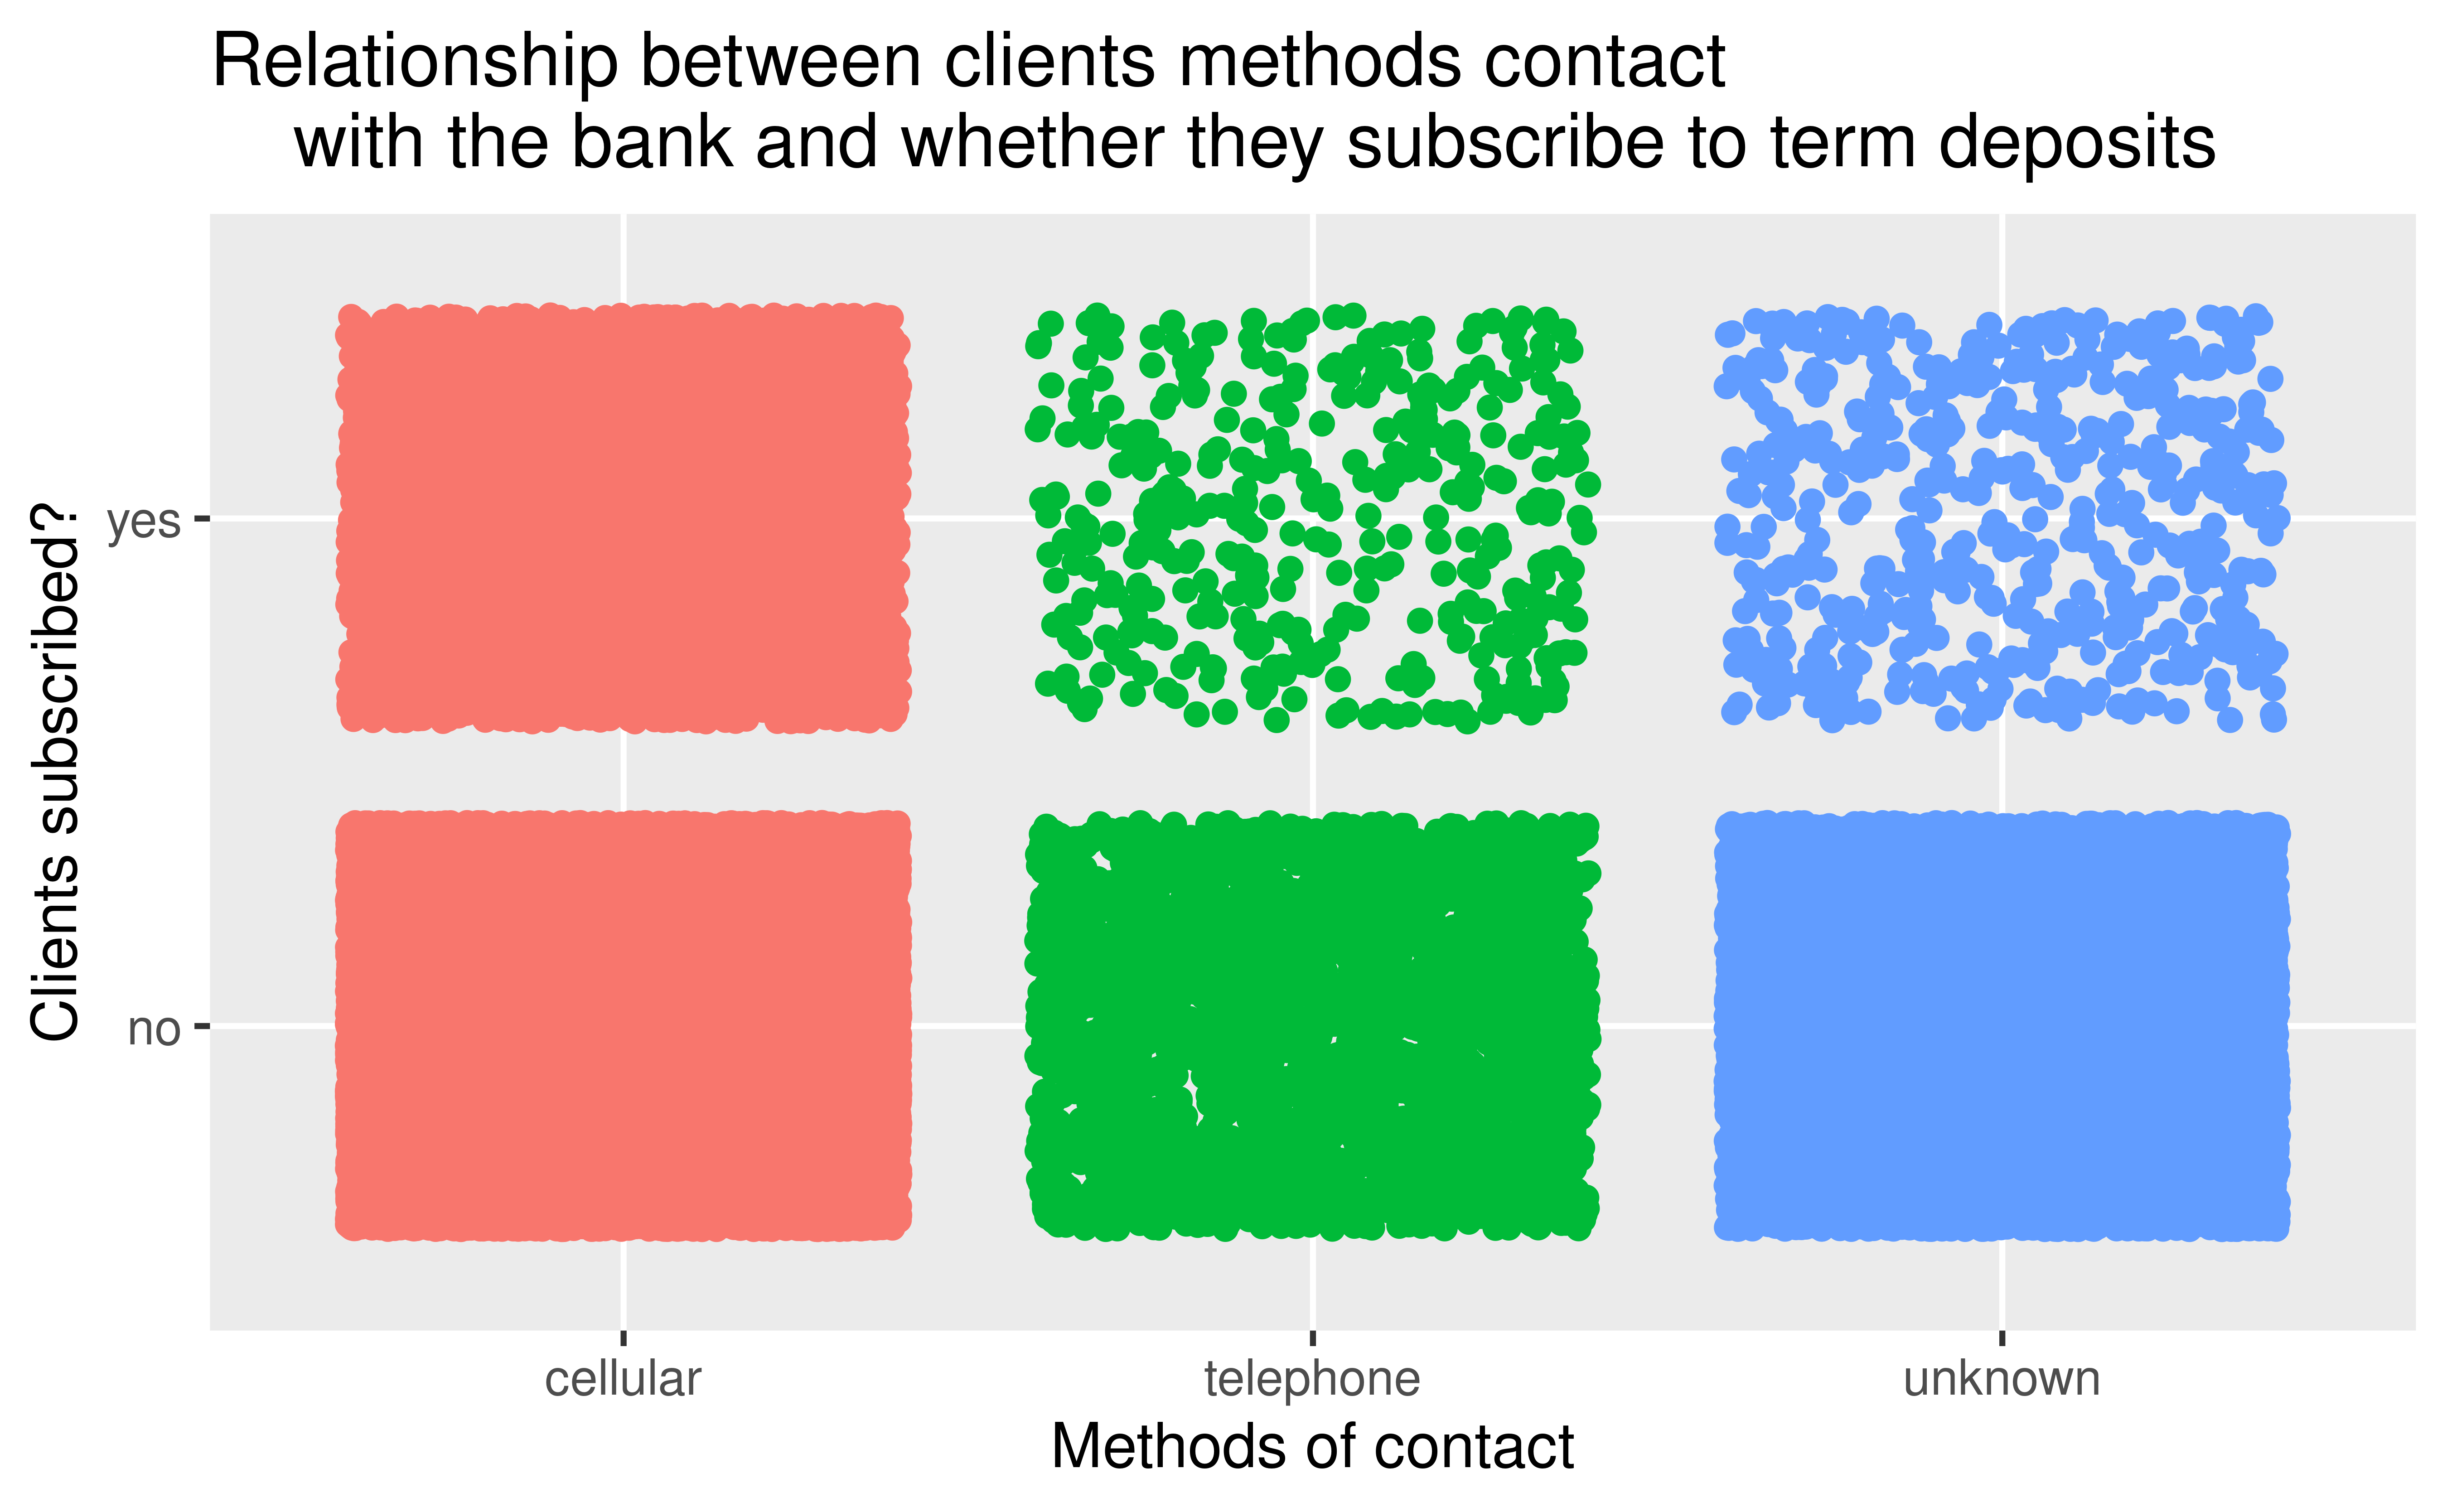 Relationship between clients methods contact
with the bank and whether they subscribe to term deposits
Clients subscribed?
yes
no
cellular
telephone
unknown
Methods of contact